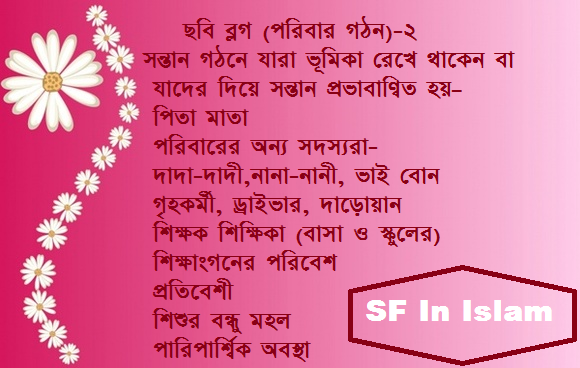 ছবি ব্লগ (পরিবার গঠন)-২
সন্তান গঠনে যারা ভূমিকা রেখে থাকেন বা
যাদের দিয়ে সন্তান প্রভাবান্বিত হয়-
পিতা মাতা
পরিবারের অন্য সদস্যরা-
দাদা-দাদী,নানা-নানী, ভাই বোন
গৃহকর্মী, ড্রাইভার, দাড়োয়ান
শিক্ষক শিক্ষিকা (বাসা ও স্কুলের)
শিক্ষাংগনের পরিবেশ
প্রতিবেশী
শিশুর বন্ধু মহল
পারিপার্শ্বিক অবস্থা
SF In Islam